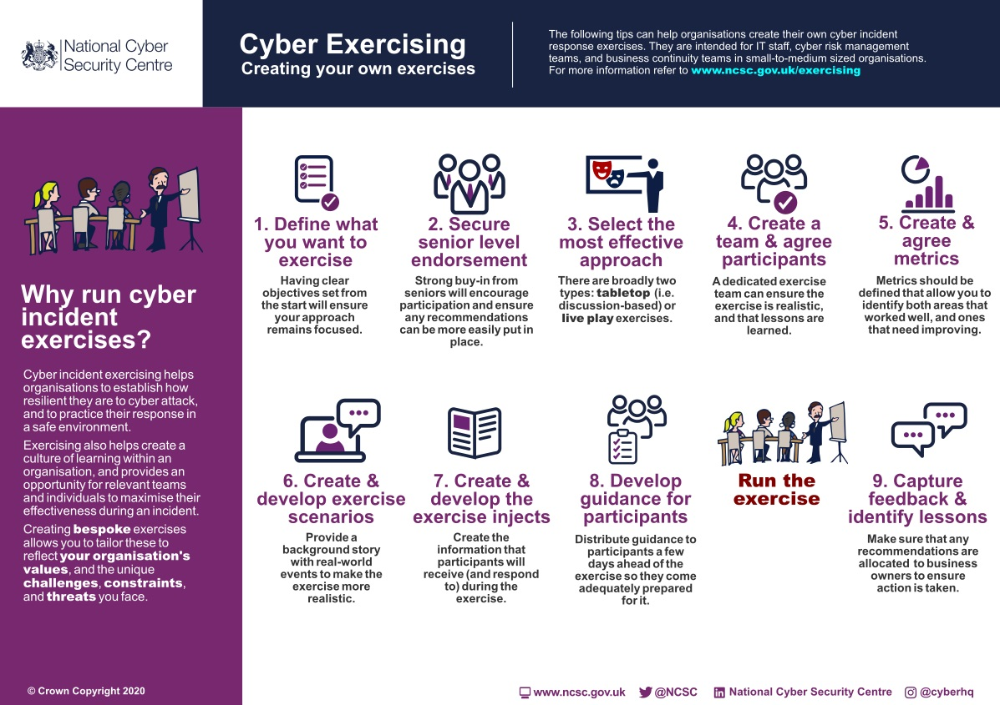 National Cyber
Security Centre
Cyber Exercising
Creating your own exercises
The following tips can help organisations create their own cyber incident
response exercises. They are intended for IT staff, cyber risk management
teams, and business continuity teams in small-to-medium sized organisations.
For more information refer to www.ncsc.gov.uk/exercising
Why run cyber
incident
exercises?
Cyber incident exercising helps
organisations to establish how
resilient they are to cyber attack,
and to practice their response in
a safe environment.
Exercising also helps create a
culture of learning within an
organisation, and provides an
opportunity for relevant teams
and individuals to maximise their
effectiveness during an incident.
Creating bespoke exercises
allows you to tailor these to
reflect your organisation's
values, and the unique
challenges, constraints,
and threats you face.
© Crown Copyright 2020
1. Define what
you want to
exercise
Having clear
objectives set from
the start will ensure
your approach
remains focused.
2. Secure
senior level
endorsement
Strong buy-in from
seniors will encourage
participation and ensure
any recommendations
can be more easily put in
place.
3. Select the
most effective
approach
There are broadly two
types: tabletop (i.e.
discussion-based) or
live play exercises.
4. Create a
team & agree
participants
A dedicated exercise
team can ensure the
exercise is realistic,
and that lessons are
learned.
5. Create &
agree
metrics
Metrics should be
defined that allow you to
identify both areas that
worked well, and ones
that need improving.
6. Create &
develop exercise
scenarios
Provide a
background story
with real-world
events to make the
exercise more
realistic.
7. Create &
develop the
exercise injects
Create the
information that
participants will
receive (and respond
to) during the
exercise.
8. Develop
guidance for
participants
Distribute guidance to
participants a few
days ahead of the
exercise so they come
adequately prepared
for it.
Run the
exercise
9. Capture
feedback &
identify lessons
Make sure that any
recommendations are
allocated to business
owners to ensure
action is taken.
www.ncsc.gov.uk @NCSC National Cyber Security Centre @cyberhq